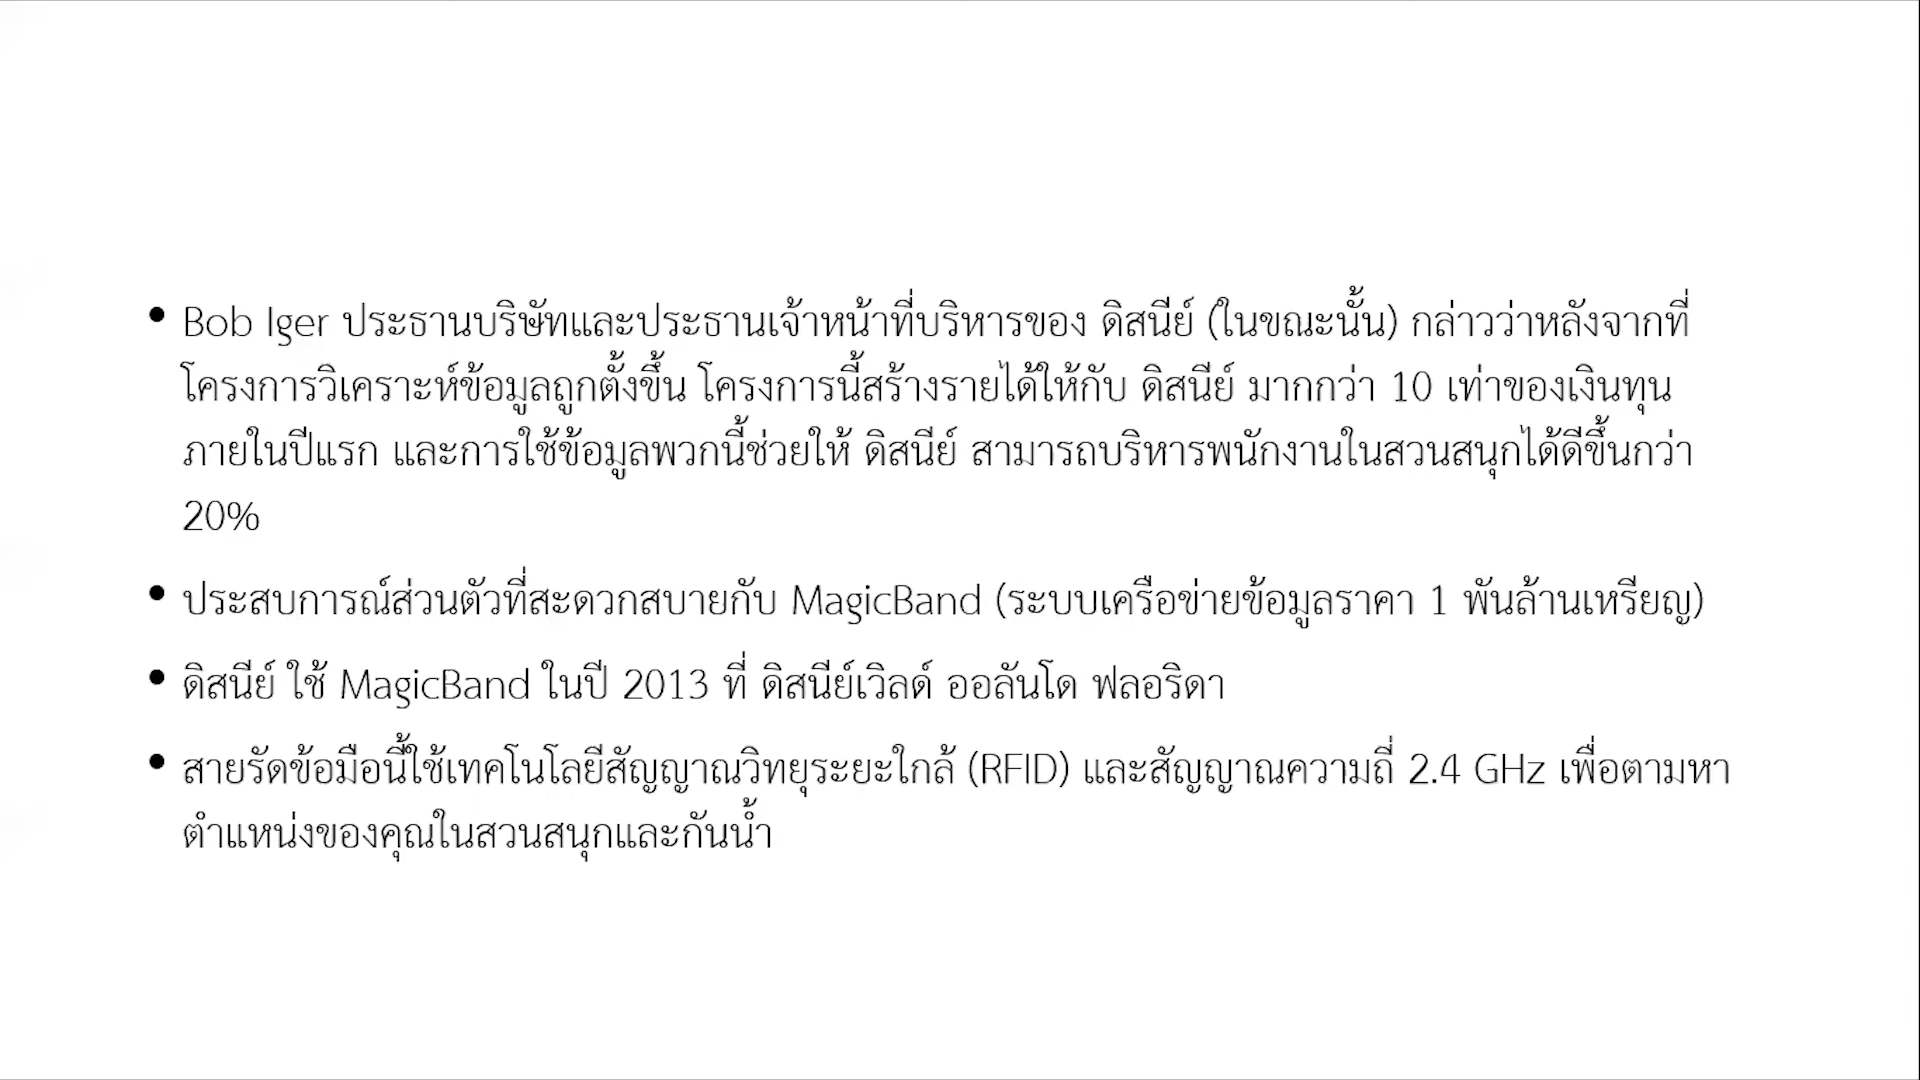 • Bob Iger ประธานบริษัทและประธานเจ้าหน้าที่บริหารของ ดิสนีย์ (ในขณะนั้น) กล่าวว่าหลังจากที่
โครงการวิเคราะห์ข้อมูลถูกตั้งขึ้น โครงการนี้สร้างรายได้ให้กับ ดิสนีย์ มากกว่า 10 เท่าของเงินทุน
ภายในปีแรก และการใช้ข้อมูลพวกนี้ช่วยให้ ดิสนีย์ สามารถบริหารพนักงานในสวนสนุกได้ดีขึ้นกว่า
20%
• ประสบการณ์ส่วนตัวที่สะดวกสบายกับ MagicBand (ระบบเครือข่ายข้อมูลราคา 1 พันล้านเหรียญ)
• ดิสนีย์ ใช้ MagicBand ในปี 2013 ที่ ดิสนีย์เวิลด์ ออลันโด ฟลอริดา
• สายรัดข้อมือนี้ใช้เทคโนโลยีสัญญาณวิทยุระยะใกล้ (RFID) และสัญญาณความถี่ 2.4 GHz เพื่อตามหา
ตำแหน่งของคุณในสวนสนุกและกันน้ำ